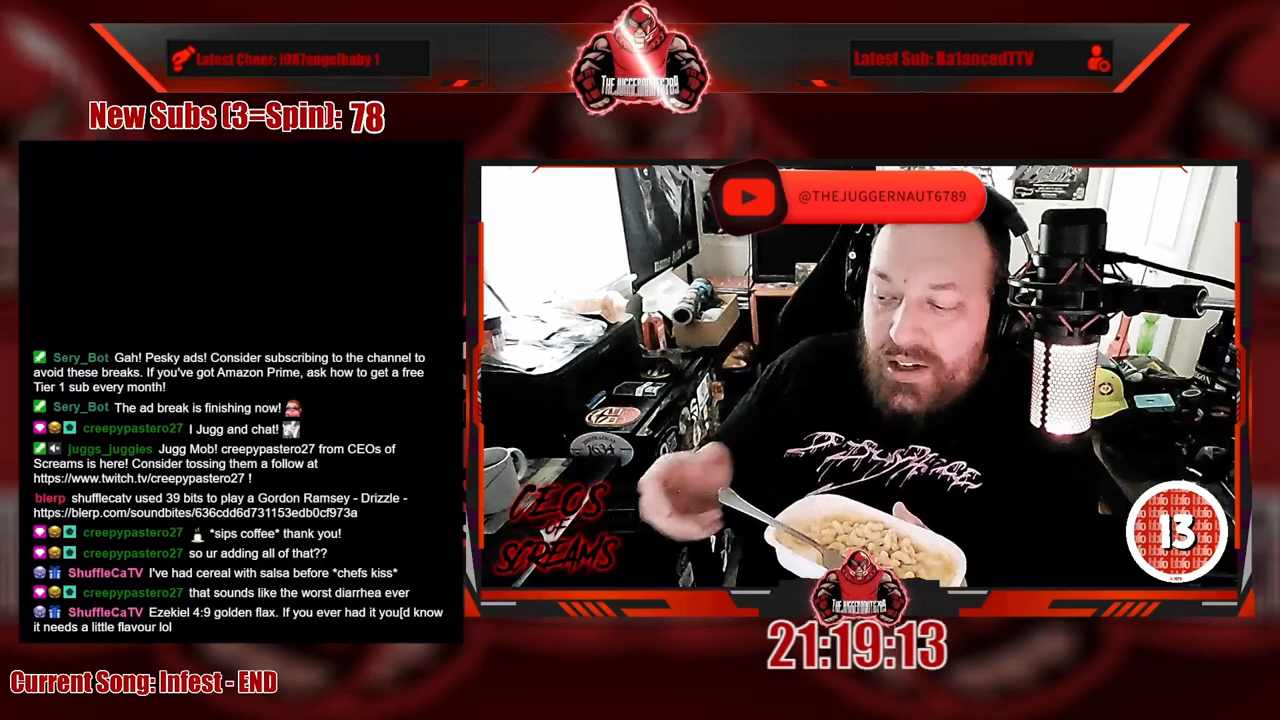 Latest Cheer: i987angelbaby 1
THEJUGGERNAUT6789
Latest Sub: Ba1ancedTTV
New Subs (3=Spin): 78
@THEJUGGERNAUT6789
Sery_Bot Gah! Pesky ads! Consider subscribing to the channel to
avoid these breaks. If you've got Amazon Prime, ask how to get a free
Tier 1 sub every month!
Sery_Bot The ad break is finishing now!
creepypastero27 I Jugg and chat!
juggs_juggies Jugg Mob! creepypastero27 from CEOs of
Screams is here! Consider tossing them a follow at
https://www.twitch.tv/creepypastero27 !
blerp shufflecatv used 39 bits to play a Gordon Ramsey - Drizzle -
https://blerp.com/soundbites/636cdd6d731153edb0cf973a
creepypastero27 *sips coffee* thank you!
creepypastero27 so ur adding all of that??
ShuffleCaTV I've had cereal with salsa before *chefs kiss*
creepypastero27 that sounds like the worst diarrhea ever
ShuffleCaTV Ezekiel 4:9 golden flax. If you ever had it you[d know
it needs a little flavour lol
1634
CEOS
OF
SCREAMS
13
THEJUGGERNAUT6789
21:19:13
Current Song: Infest - END